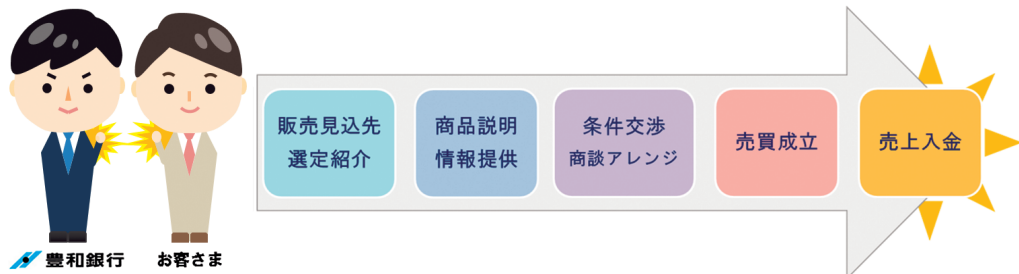 販売見込先
選定紹介
商品説明
情報提供
条件交渉
商談アレンジ
売買成立
売上入金
豊和銀行
お客さま